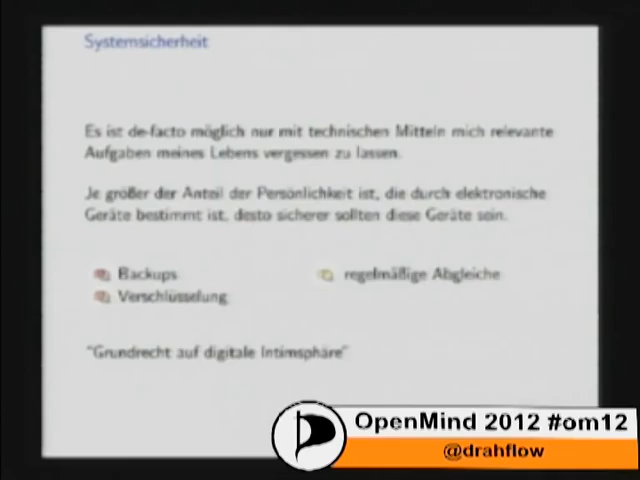 Systemsicherheit
Es ist de-facto möglich nur mit technischen Mitteln mich relevante
Aufgaben meines Lebens vergessen zu lassen.
Je größer der Anteil der Persönlichkeit ist, die durch elektronische
Geräte bestimmt ist, desto sicherer sollten diese Geräte sein.
Backups
regelmäßige Abgleiche
Verschlüsselung
"Grundrecht auf digitale Intimsphäre"
OpenMind 2012 #om12
@drahflow